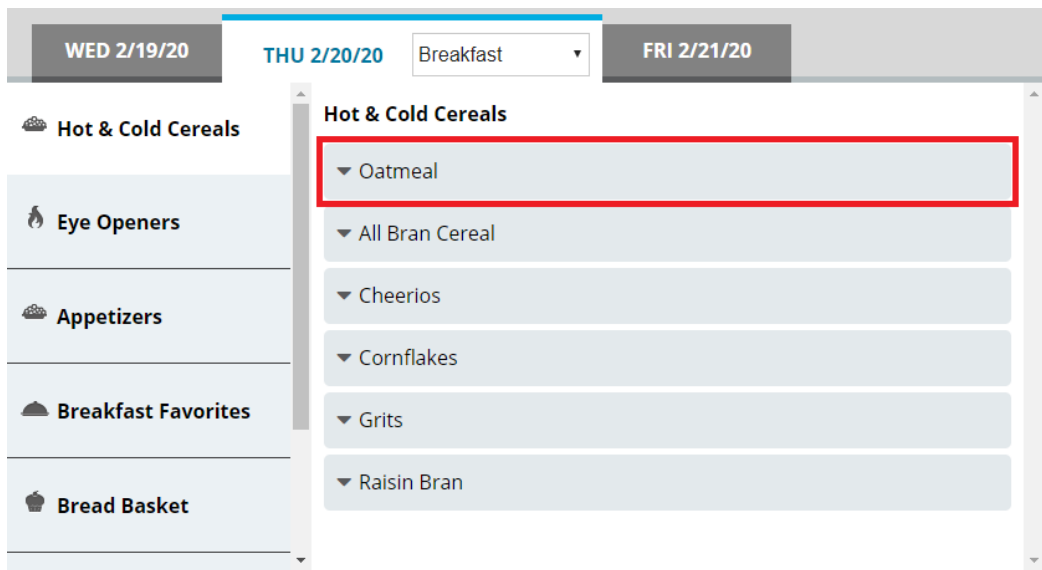 WED 2/19/20
THU 2/20/20
Breakfast
FRI 2/21/20
Hot & Cold Cereals
Eye Openers
Appetizers
Breakfast Favorites
Bread Basket
Hot & Cold Cereals
Oatmeal
All Bran Cereal
Cheerios
Cornflakes
Grits
Raisin Bran